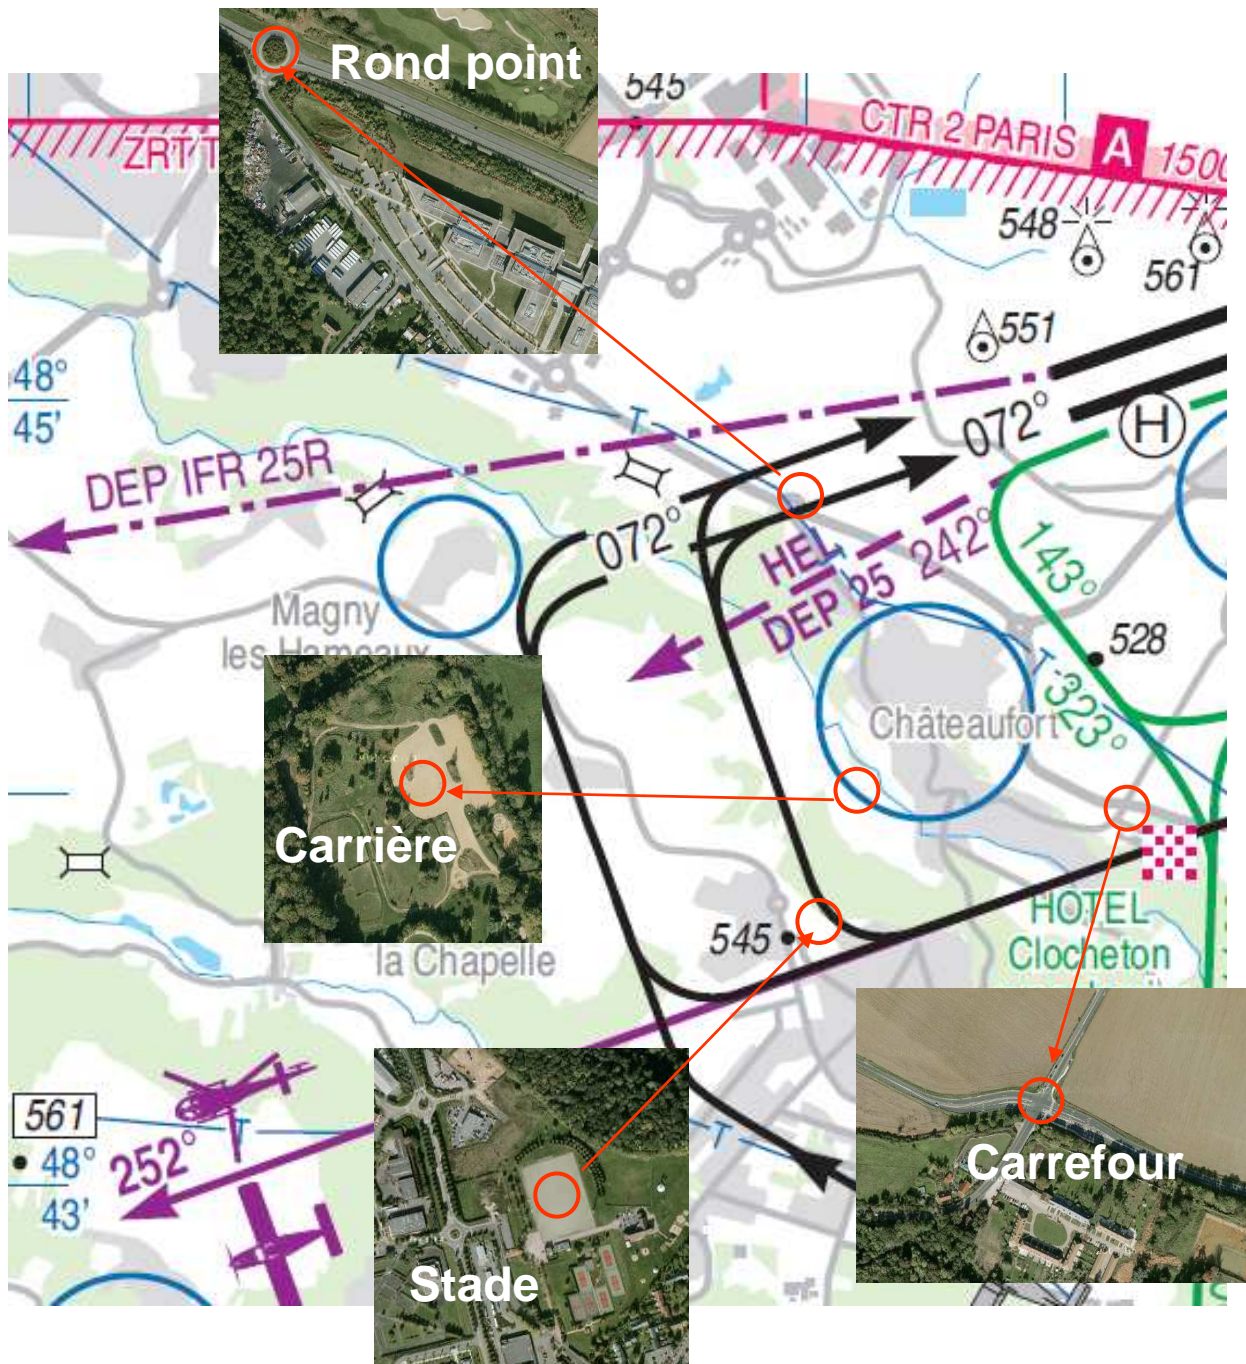 Rond point
545
CTR 2 PARIS
A
1500
ZRT T
548
561
551
48°
45'
072°
H
DEP IFR 25R
072°
HEL
DEP 25
242°
143°
Magny
les Hameaux
528
323°
Châteaufort
Carrière
HOTEL
Clocheton
545
la Chapelle
561
252°
48°
43'
Carrefour
Stade